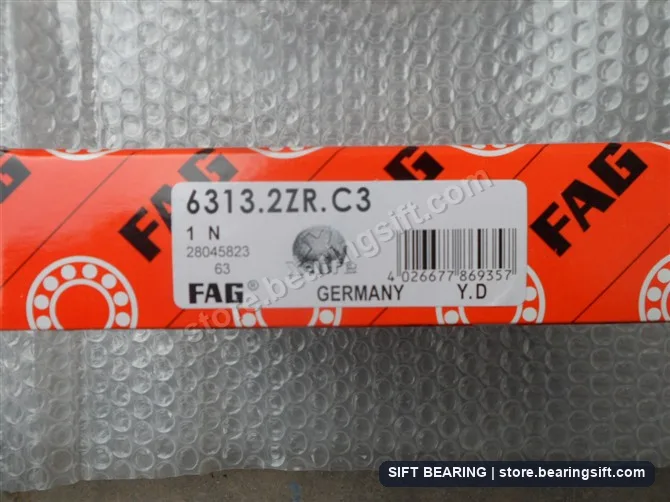 FAG
FAG
FAG
6313.2ZR.C3
1 N
28045823
63
4 026677 869357
FAG®
GERMANY
Y.D
store.bearingsift.com
SIFT BEARING | store.bearingsift.com